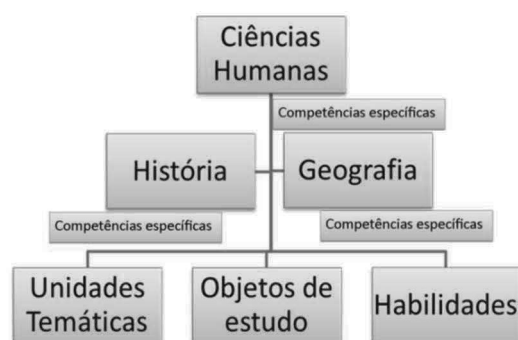 Ciências
Humanas
Competências específicas
História
Geografia
Competências específicas
Competências específicas
Unidades
Temáticas
Objetos de
estudo
Habilidades